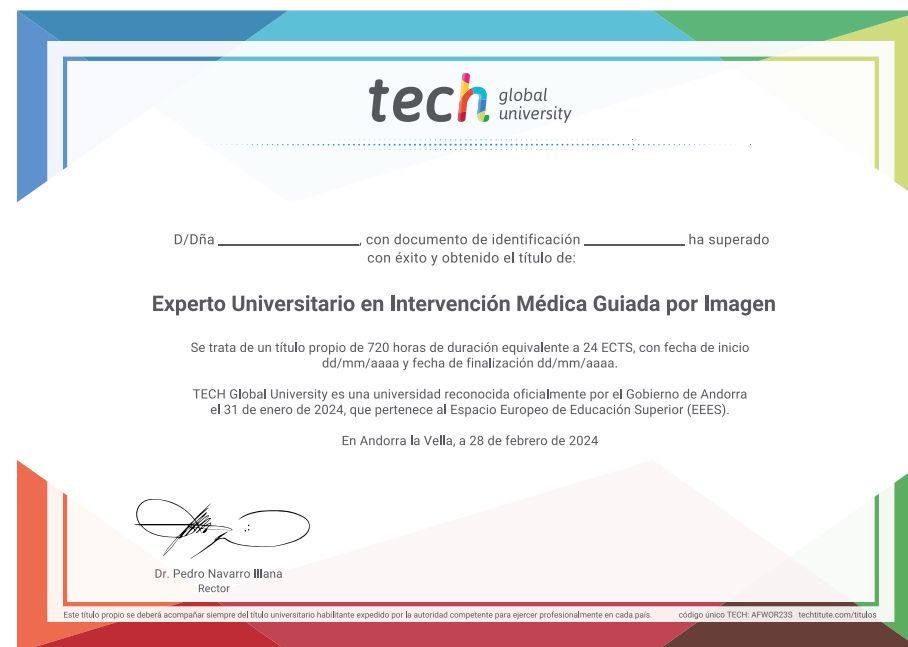 tech global university
D/Dña ____________________, con documento de identificación ______________ ha superado
con éxito y obtenido el título de:
Experto Universitario en Intervención Médica Guiada por Imagen
Se trata de un título propio de 720 horas de duración equivalente a 24 ECTS, con fecha de inicio
dd/mm/aaaa y fecha de finalización dd/mm/aaaa.
TECH Global University es una universidad reconocida oficialmente por el Gobierno de Andorra
el 31 de enero de 2024, que pertenece al Espacio Europeo de Educación Superior (EEES).
En Andorra la Vella, a 28 de febrero de 2024
Dr. Pedro Navarro Illana
Rector
Este título propio se deberá acompañar siempre del título universitario habilitante expedido por la autoridad competente para ejercer profesionalmente en cada país. código único TECH: AFWOR23S techtitute.com/titulos